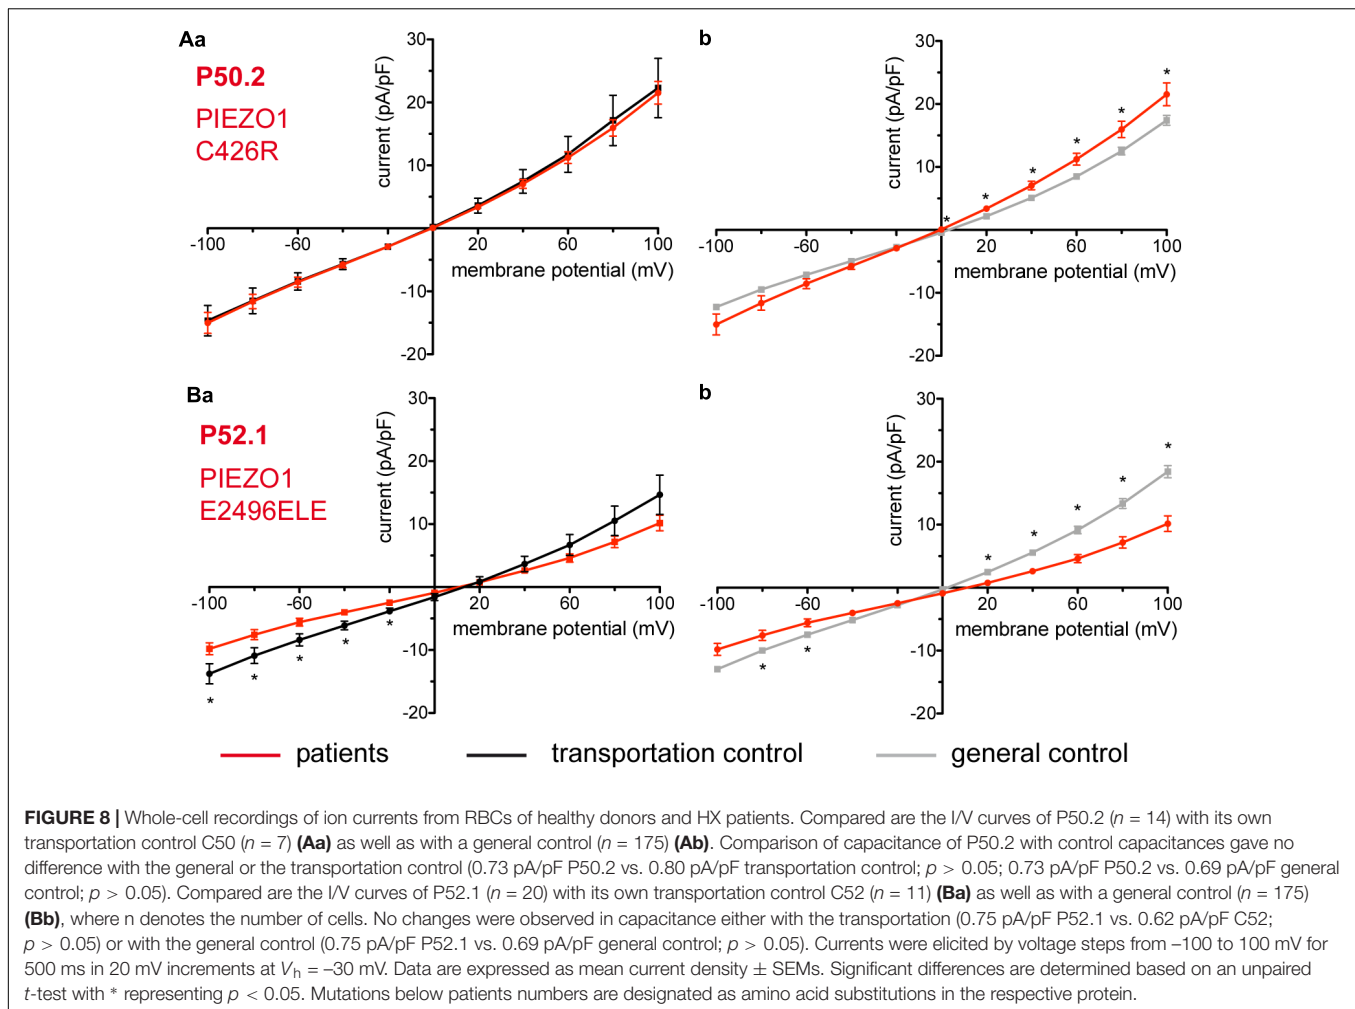 Aa
P50.2
PIEZO1
C426R
current (pA/pF)
30
20
10
-10
-20
-100
-60
20
60
100
membrane potential (mV)
b
current (pA/pF)
30
20
10
-10
-20
-100
-60
20
60
100
membrane potential (mV)
*
*
*
*
*
*
Ba
P52.1
PIEZO1
E2496ELE
current (pA/pF)
30
20
10
-10
-20
-100
-60
20
60
100
membrane potential (mV)
*
*
*
*
*
b
current (pA/pF)
30
20
10
-10
-20
-100
-60
20
60
100
membrane potential (mV)
*
*
*
*
*
*
*
patients
transportation control
general control
FIGURE 8 | Whole-cell recordings of ion currents from RBCs of healthy donors and HX patients. Compared are the I/V curves of P50.2 (n = 14) with its own
transportation control C50 (n = 7) (Aa) as well as with a general control (n = 175) (Ab). Comparison of capacitance of P50.2 with control capacitances gave no
difference with the general or the transportation control (0.73 pA/pF P50.2 vs. 0.80 pA/pF transportation control; p > 0.05; 0.73 pA/pF P50.2 vs. 0.69 pA/pF general
control; p > 0.05). Compared are the I/V curves of P52.1 (n = 20) with its own transportation control C52 (n = 11) (Ba) as well as with a general control (n = 175)
(Bb), where n denotes the number of cells. No changes were observed in capacitance either with the transportation (0.75 pA/pF P52.1 vs. 0.62 pA/pF C52;
p > 0.05) or with the general control (0.75 pA/pF P52.1 vs. 0.69 pA/pF general control; p > 0.05). Currents were elicited by voltage steps from –100 to 100 mV for
500 ms in 20 mV increments at Vh = –30 mV. Data are expressed as mean current density ± SEMs. Significant differences are determined based on an unpaired
t-test with * representing p < 0.05. Mutations below patients numbers are designated as amino acid substitutions in the respective protein.